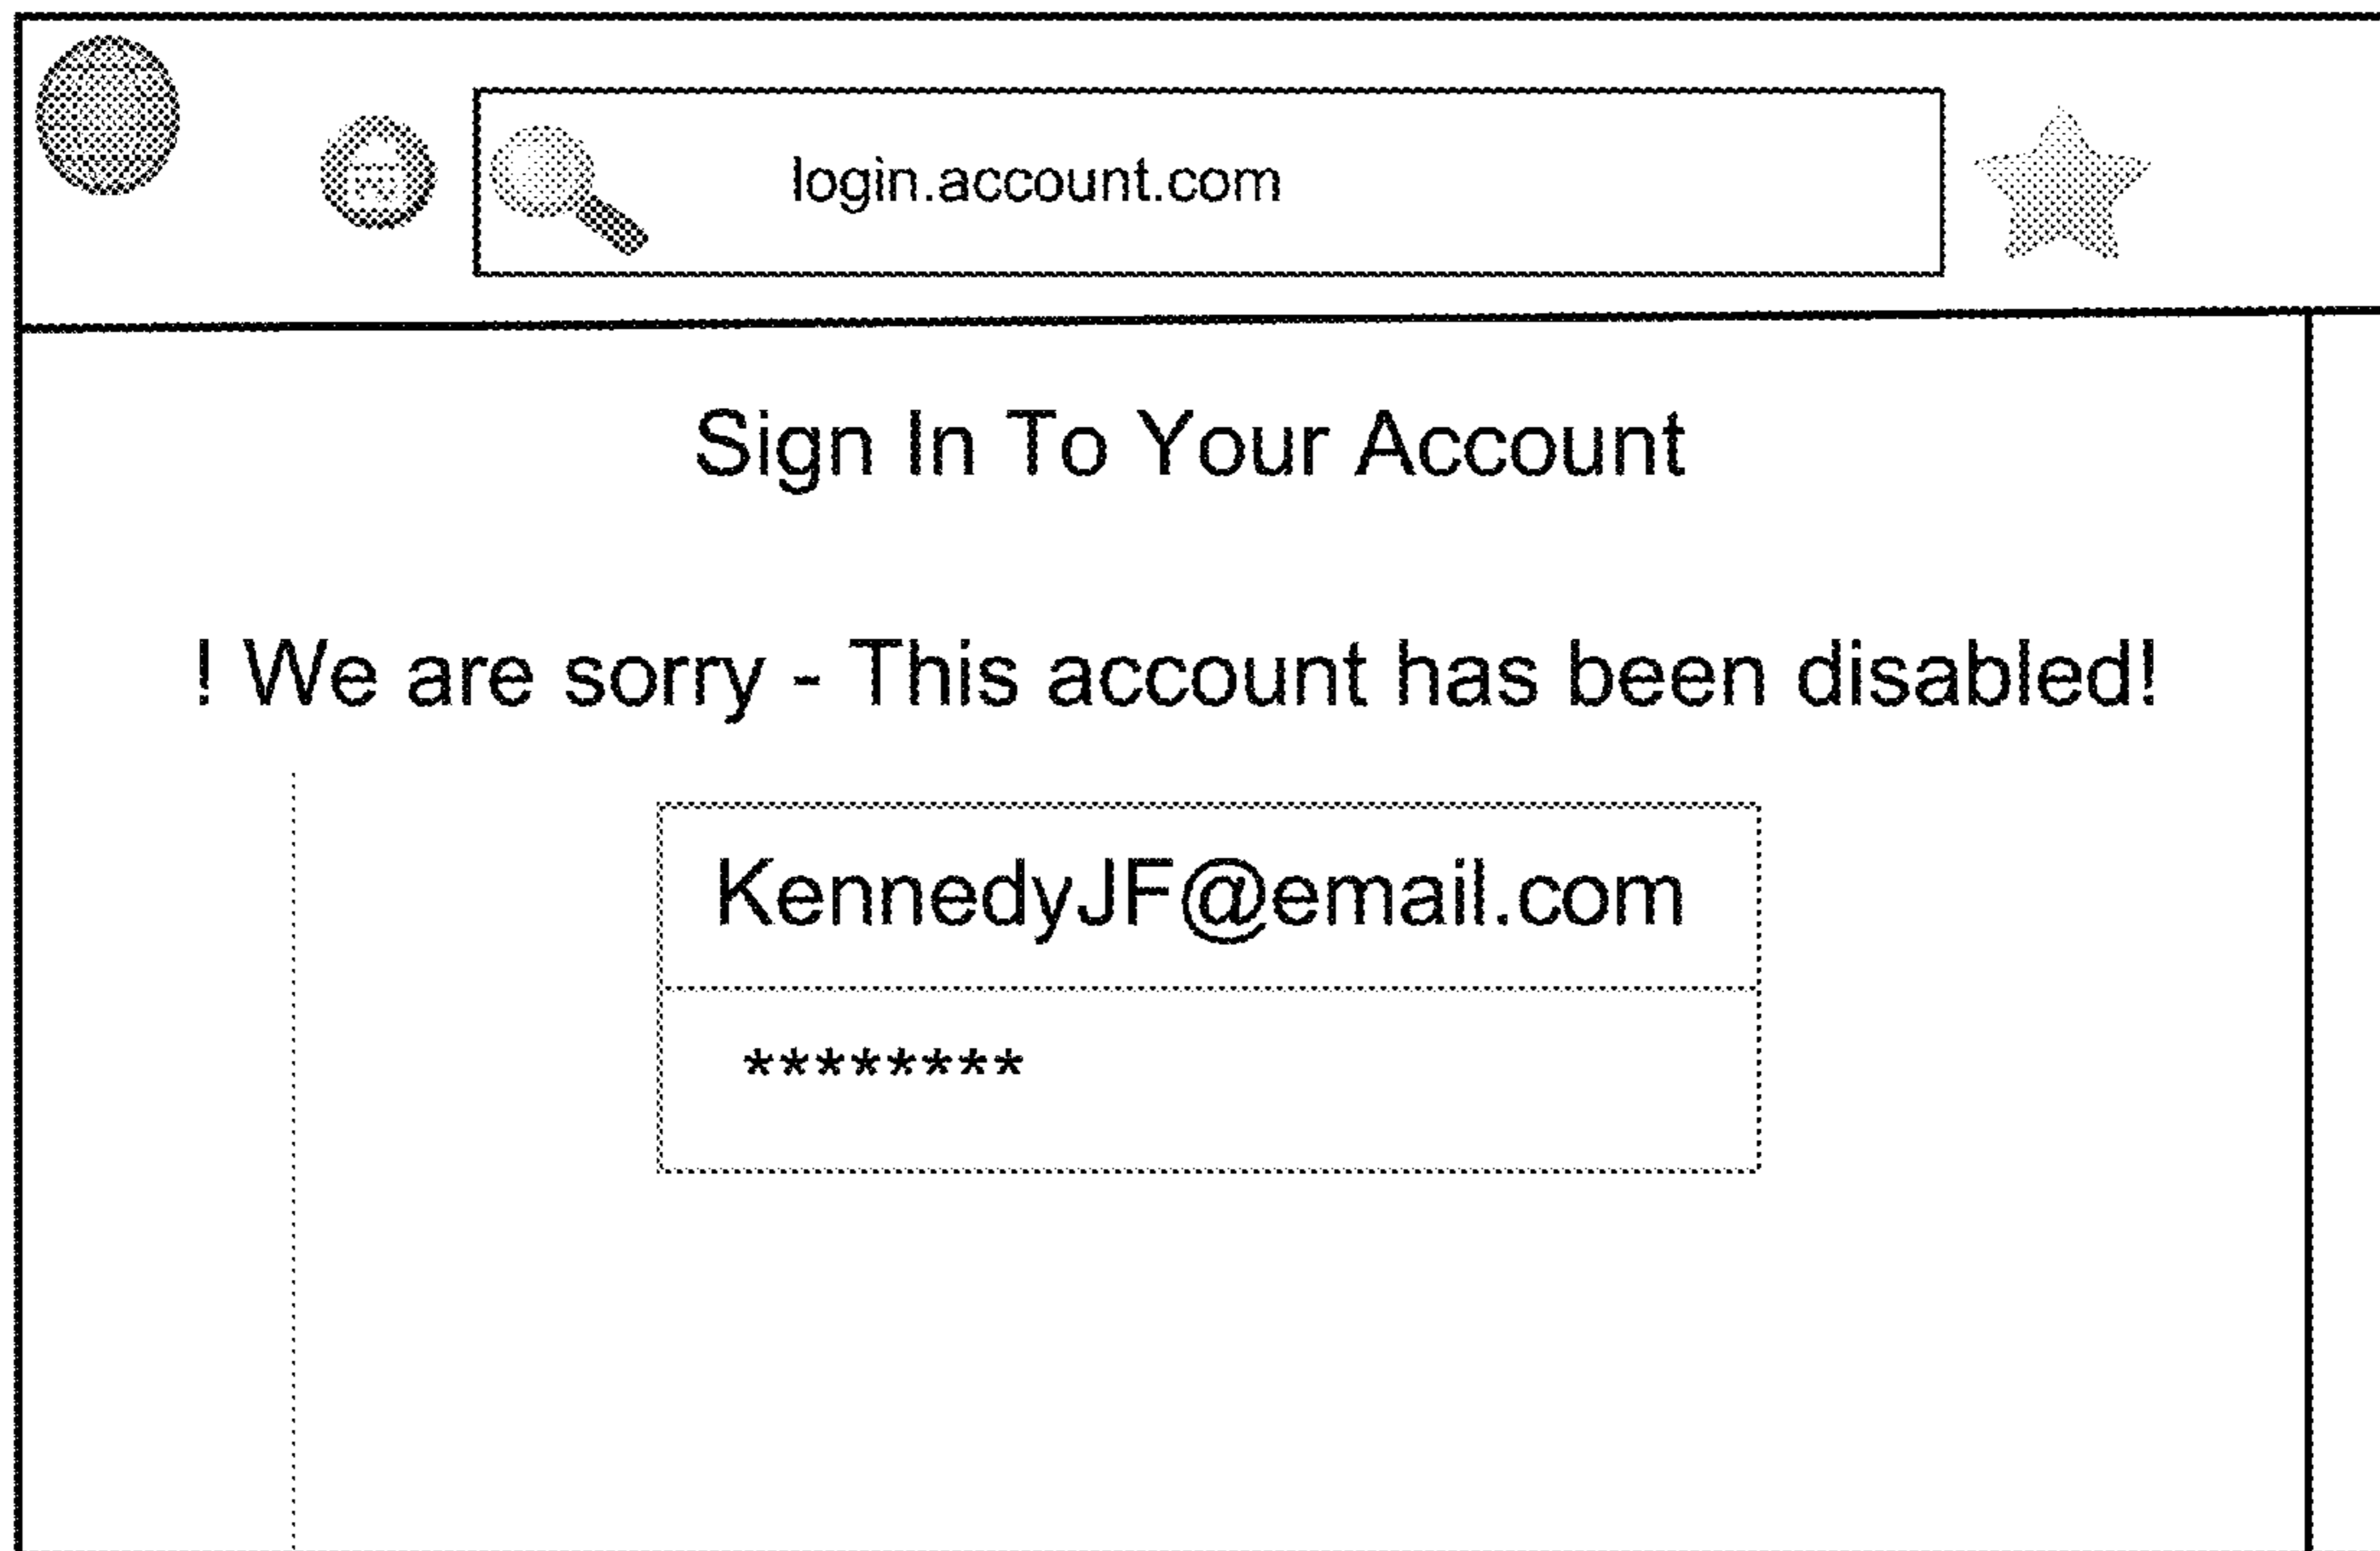 login.account.com
Sign In To Your Account
! We are sorry - This account has been disabled!
KennedyJF@email.com
********